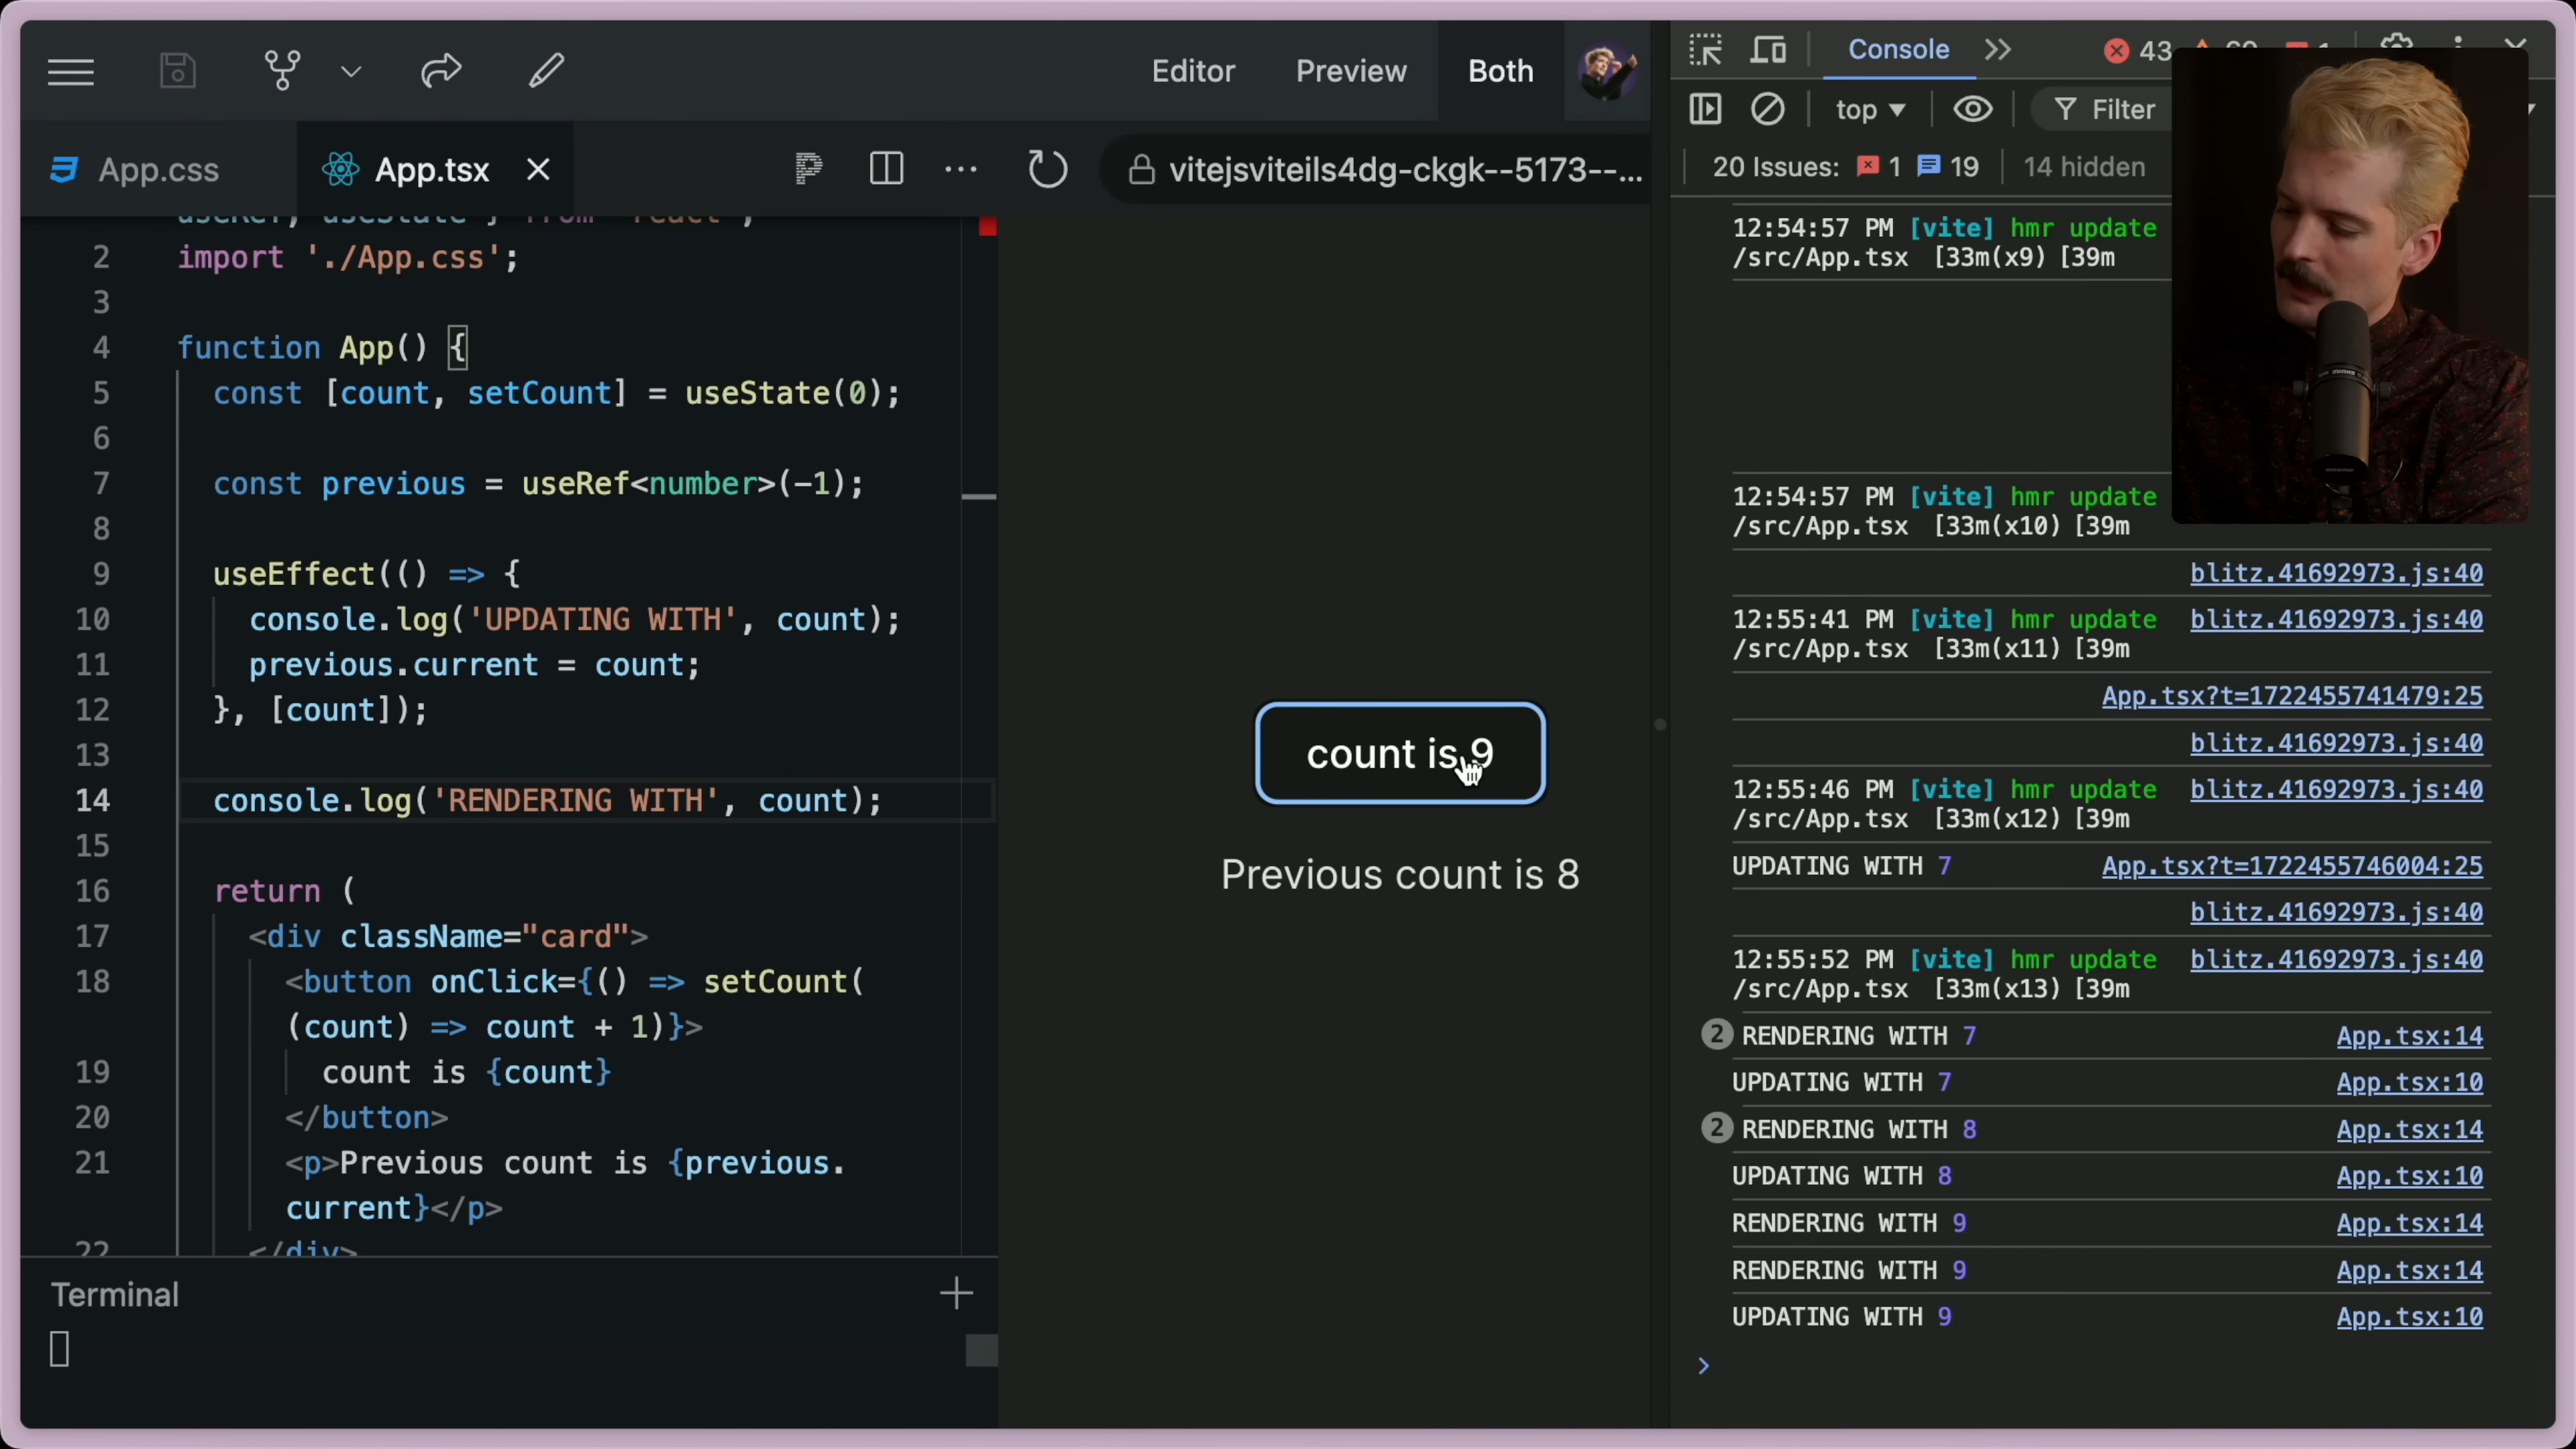 Editor
Preview
Both
App.css
App.tsx
vitejsviteils4dg-ckgk--5173--...
2 import './App.css';
3
4 function App() {
5 const [count, setCount] = useState(0);
6
7 const previous = useRef<number>(-1);
8
9 useEffect(() => {
10 console.log('UPDATING WITH', count);
11 previous.current = count;
12 }, [count]);
13
14 console.log('RENDERING WITH', count);
15
16 return (
17 <div className="card">
18 <button onClick={() => setCount(
(count) => count + 1)}>
19 count is {count}
20 </button>
21 <p>Previous count is {previous.
current}</p>
22 </div>
Terminal
count is 9
Previous count is 8
Console
43
top
Filter
20 Issues: 1 19
14 hidden
12:54:57 PM [vite] hmr update
/src/App.tsx [33m(x9) [39m
12:54:57 PM [vite] hmr update
/src/App.tsx [33m(x10) [39m
blitz.41692973.js:40
12:55:41 PM [vite] hmr update blitz.41692973.js:40
/src/App.tsx [33m(x11) [39m
App.tsx?t=1722455741479:25
blitz.41692973.js:40
12:55:46 PM [vite] hmr update blitz.41692973.js:40
/src/App.tsx [33m(x12) [39m
UPDATING WITH 7 App.tsx?t=1722455746004:25
blitz.41692973.js:40
12:55:52 PM [vite] hmr update blitz.41692973.js:40
/src/App.tsx [33m(x13) [39m
2 RENDERING WITH 7 App.tsx:14
UPDATING WITH 7 App.tsx:10
2 RENDERING WITH 8 App.tsx:14
UPDATING WITH 8 App.tsx:10
RENDERING WITH 9 App.tsx:14
RENDERING WITH 9 App.tsx:14
UPDATING WITH 9 App.tsx:10